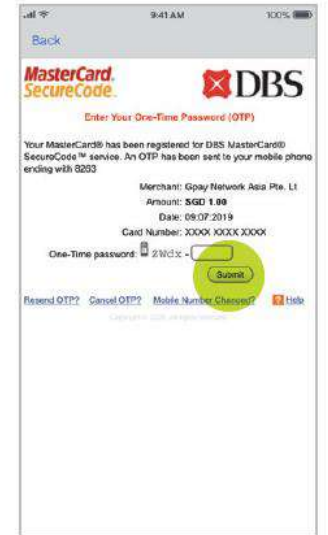 9:41 AM 100%
Back
MasterCard. SecureCode. DBS
Enter Your One-Time Password (OTP)
Your MasterCard® has been registered for DBS MasterCard®
SecureCode™ service. An OTP has been sent to your mobile phone
ending with 8263
Merchant: Gpay Network Asia Pte. Lt
Amount: SGD 1.00
Date: 09:07:2019
Card Number: XXXX XXXX XXXX
One-Time password: 2Wdx -
Submit
Resend OTP? Cancel OTP? Mobile Number Changed? Help